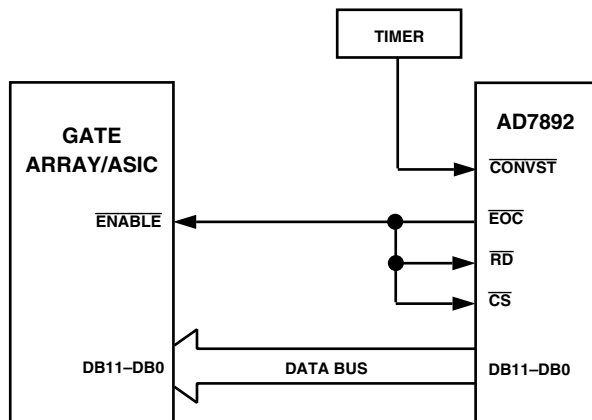 TIMER
GATE
ARRAY/ASIC
AD7892
CONVST
ENABLE
EOC
RD
CS
DB11–DB0
DATA BUS
DB11–DB0